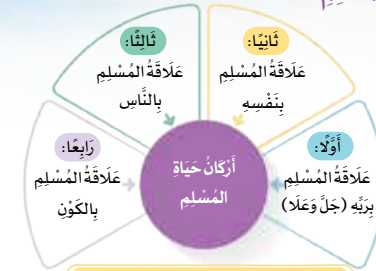 أَرْكَانُ حَيَاةِ
المُسْلِمِ
أَوَّلًا:
عَلَاقَةُ المُسْلِمِ
بِرَبِّهِ (جَلَّ وَعَلَا)
ثَانِيًا:
عَلَاقَةُ المُسْلِمِ
بِنَفْسِهِ
ثَالِثًا:
عَلَاقَةُ المُسْلِمِ
بِالنَّاسِ
رَابِعًا:
عَلَاقَةُ المُسْلِمِ
بِالكَوْنِ